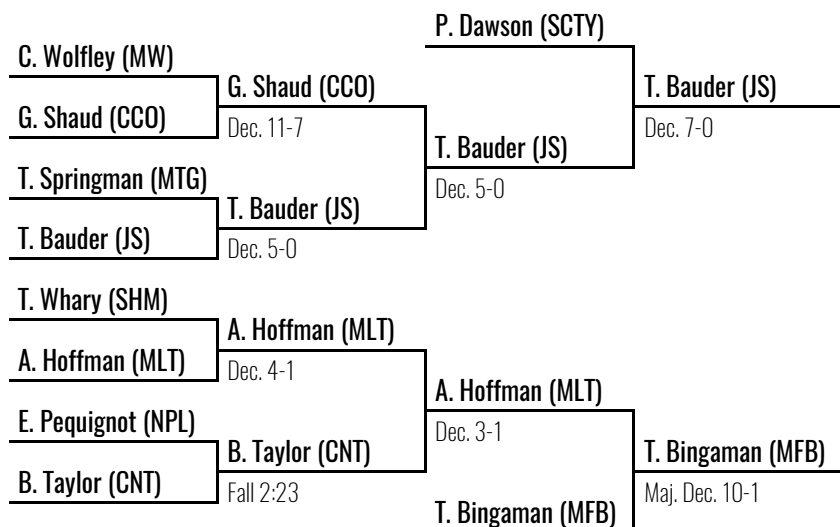 P. Dawson (SCTY)
C. Wolfley (MW)
G. Shaud (CCO)
T. Bauder (JS)
G. Shaud (CCO)
Dec. 11-7
Dec. 7-0
T. Bauder (JS)
T. Springman (MTG)
Dec. 5-0
T. Bauder (JS)
T. Bauder (JS)
Dec. 5-0
T. Whary (SHM)
A. Hoffman (MLT)
A. Hoffman (MLT)
Dec. 4-1
A. Hoffman (MLT)
E. Pequignot (NPL)
Dec. 3-1
B. Taylor (CNT)
T. Bingaman (MFB)
B. Taylor (CNT)
Fall 2:23
Maj. Dec. 10-1
T. Bingaman (MFB)